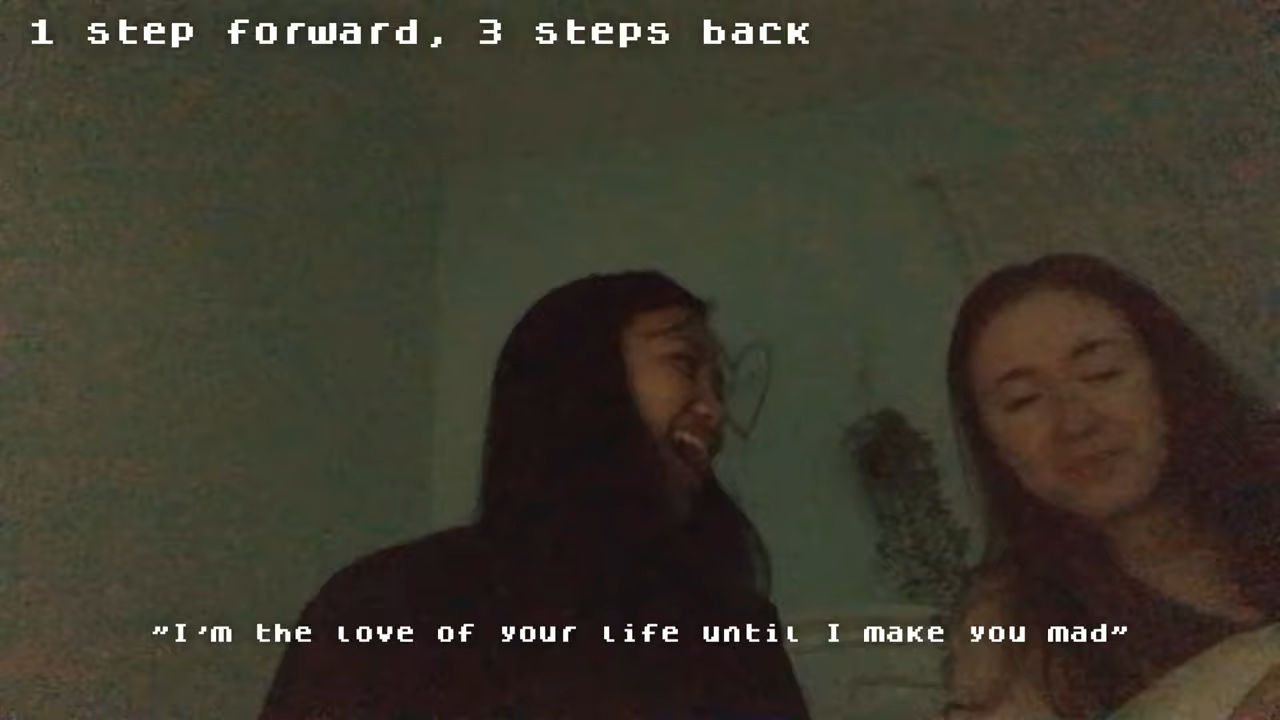 1 step forward, 3 steps back
"I'm the love of your life until I make you mad"